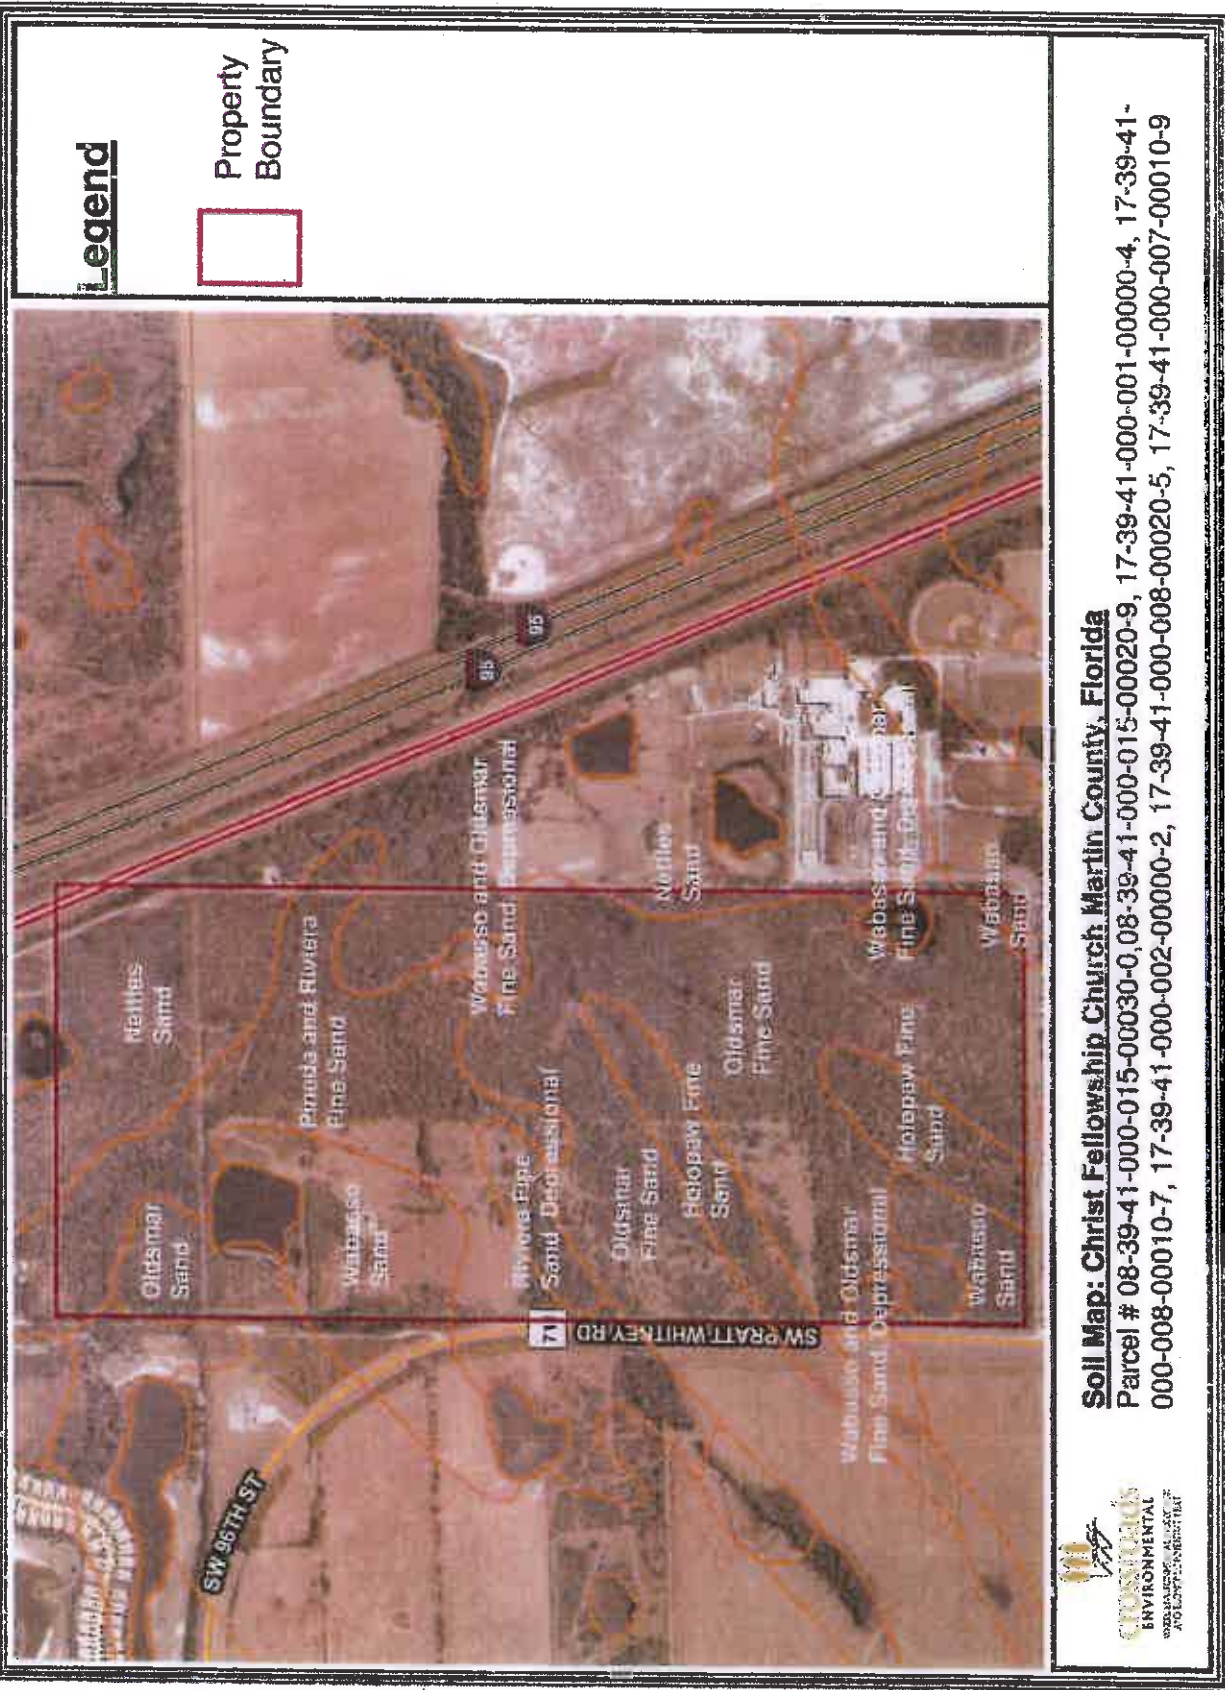 Legend
Property
Boundary
Nettles
Sand
Oldsmar
Sand
Pineda and Riviera
Fine Sand
Wabasso
Sand
Wabasso and Oldsmar
Fine Sand, Depressional
95
95
Riviera Fine
Sand, Depressional
Oldsmar
Fine Sand
Nettles
Sand
Holopaw Fine
Sand
Oldsmar
Fine Sand
Wabasso and Oldsmar
Fine Sand, Depressional
Wabasso and
Fine Sand
Holopaw Fine
Sand
Wabasso
Sand
Wabasso
Sand
SW 96TH ST
SW PRATT WHITNEY RD
Soil Map: Christ Fellowship Church Martin County, Florida
Parcel # 08-39-41-000-015-00030-0,08-39-41-000-015-00020-9, 17-39-41-000-001-00000-4, 17-39-41-
000-008-00010-7, 17-39-41-000-002-00000-2, 17-39-41-000-008-00020-5, 17-39-41-000-007-00010-9
crossroads
ENVIRONMENTAL